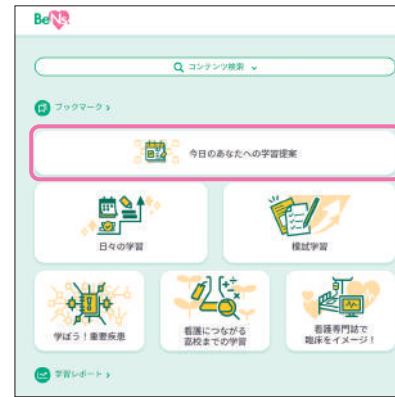 BeNs.
コンテンツ検索
ブックマーク
今日のあなたへの学習提案
日々の学習
模試学習
学ぼう！重要疾患
看護につながる
高校までの学習
看護専門誌で
臨床をイメージ！
学習レポート